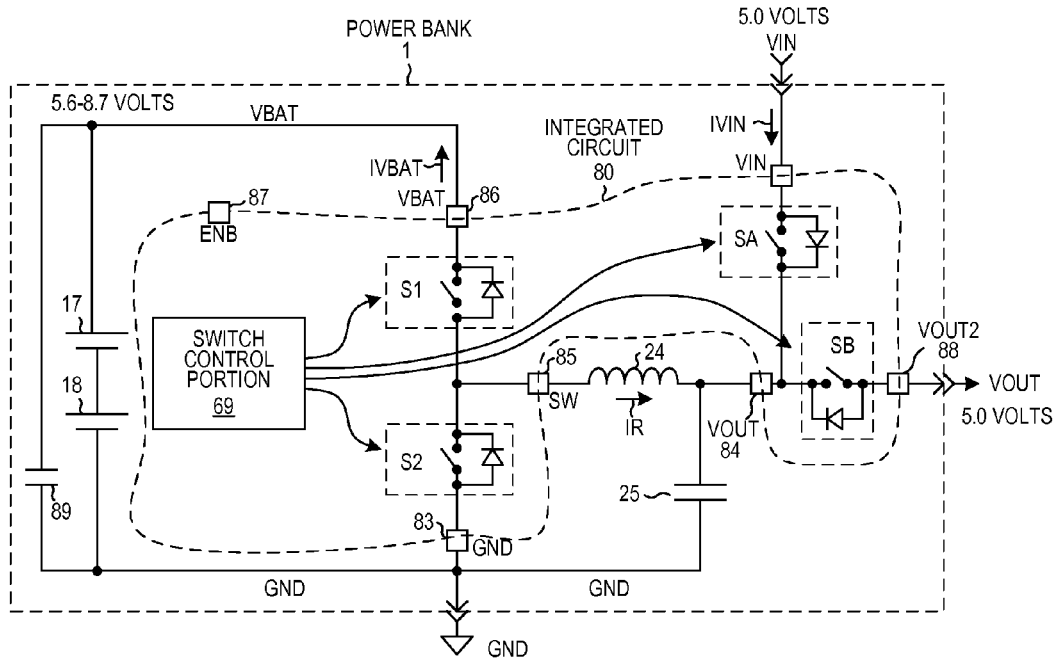 POWER BANK
1
5.0 VOLTS
VIN
5.6-8.7 VOLTS
VBAT
IVBAT
VBAT
86
INTEGRATED
CIRCUIT
80
IVIN
VIN
87
ENB
S1
SA
17
18
SWITCH
CONTROL
PORTION
69
85
SW
24
IR
VOUT
84
SB
VOUT2
88
VOUT
5.0 VOLTS
S2
25
89
83
GND
GND
GND
GND